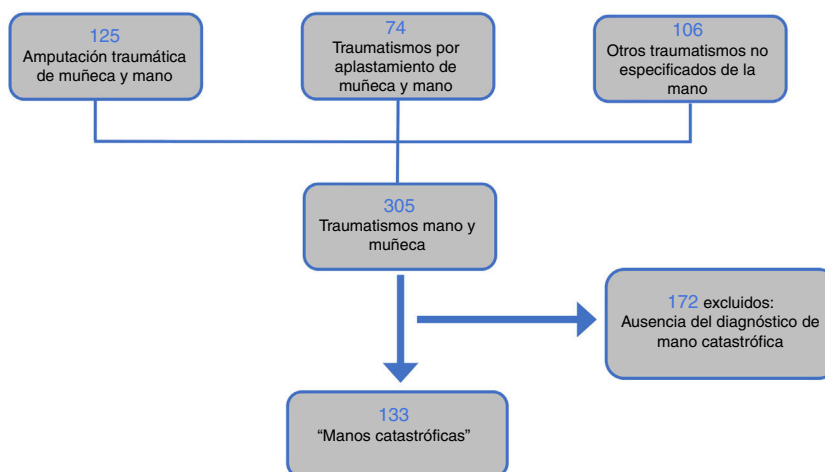 125
Amputación traumática
de muñeca y mano
74
Traumatismos por
aplastamiento de
muñeca y mano
106
Otros traumatismos no
especificados de la
mano
305
Traumatismos mano y
muñeca
172 excluidos:
Ausencia del diagnóstico de
mano catastrófica
133
“Manos catastróficas”